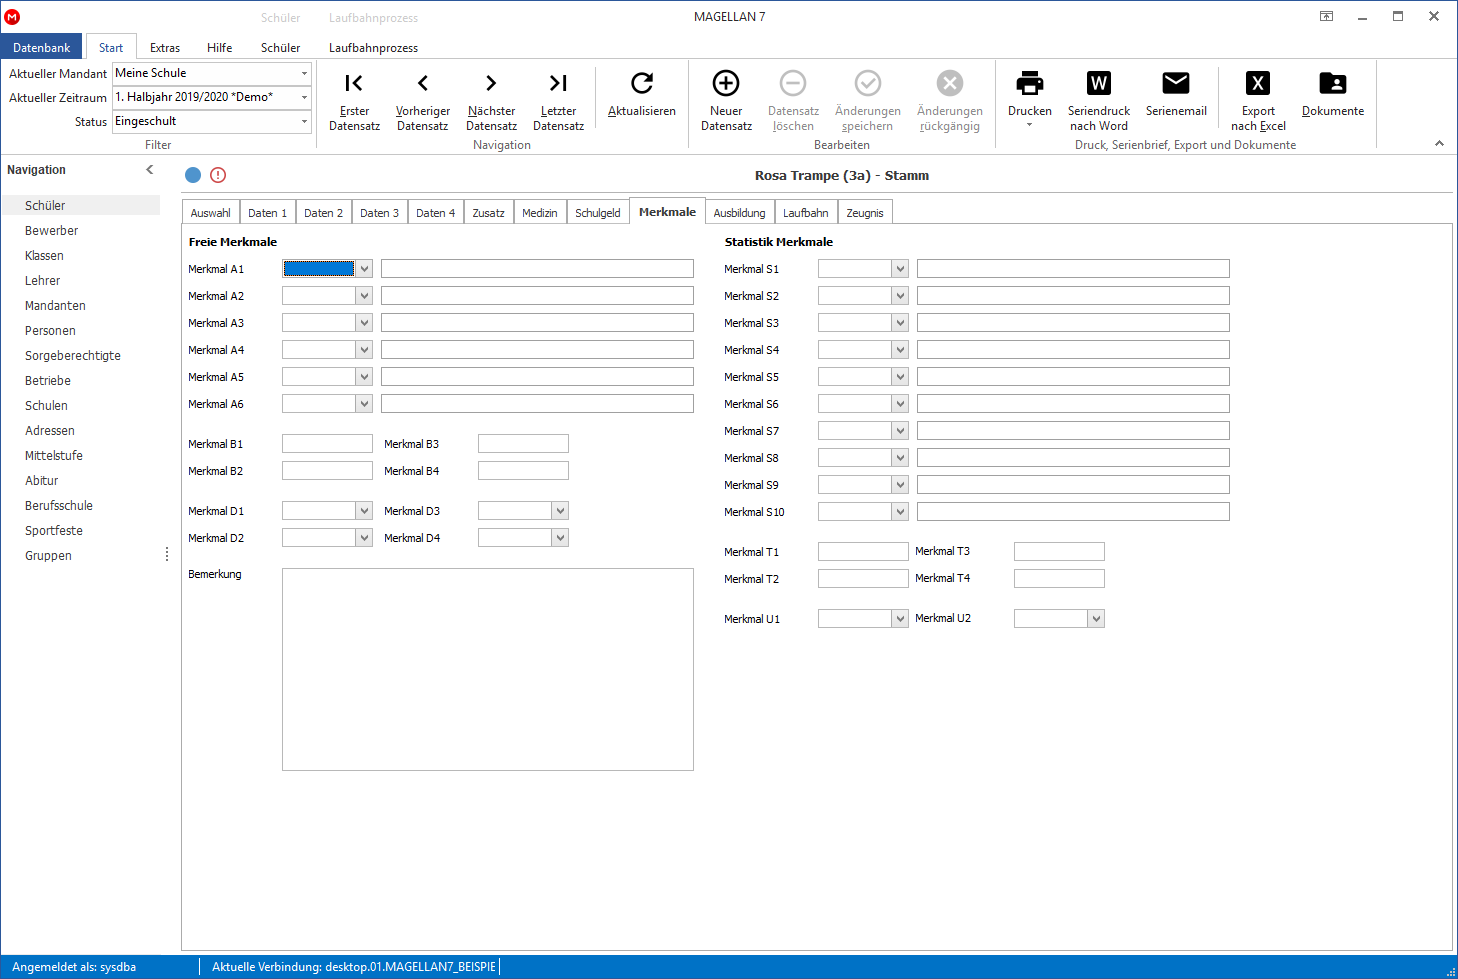 MAGELLAN 7
Schüler Laufbahnprozess
Datenbank Start Extras Hilfe Schüler Laufbahnprozess
Aktueller Mandant Meine Schule
Aktueller Zeitraum 1. Halbjahr 2019/2020 *Demo*
Status Eingeschult
Filter
Erster Datensatz
Vorheriger Datensatz
Nächster Datensatz
Letzter Datensatz
Aktualisieren
Navigation
Neuer Datensatz
Datensatz löschen
Änderungen speichern
Änderungen rückgängig
Bearbeiten
Drucken
W
Seriendruck nach Word
Serienemail
X
Export nach Excel
Dokumente
Druck, Serienbrief, Export und Dokumente
Navigation
Schüler
Bewerber
Klassen
Lehrer
Mandanten
Personen
Sorgeberechtigte
Betriebe
Schulen
Adressen
Mittelstufe
Abitur
Berufsschule
Sportfeste
Gruppen
Rosa Trampe (3a) - Stamm
Auswahl Daten 1 Daten 2 Daten 3 Daten 4 Zusatz Medizin Schulgeld Merkmale Ausbildung Laufbahn Zeugnis
Freie Merkmale
Merkmal A1
Merkmal A2
Merkmal A3
Merkmal A4
Merkmal A5
Merkmal A6
Merkmal B1 Merkmal B3
Merkmal B2 Merkmal B4
Merkmal D1 Merkmal D3
Merkmal D2 Merkmal D4
Bemerkung
Statistik Merkmale
Merkmal S1
Merkmal S2
Merkmal S3
Merkmal S4
Merkmal S5
Merkmal S6
Merkmal S7
Merkmal S8
Merkmal S9
Merkmal S10
Merkmal T1 Merkmal T3
Merkmal T2 Merkmal T4
Merkmal U1 Merkmal U2
Angemeldet als: sysdba Aktuelle Verbindung: desktop.01.MAGELLAN7_BEISPIE